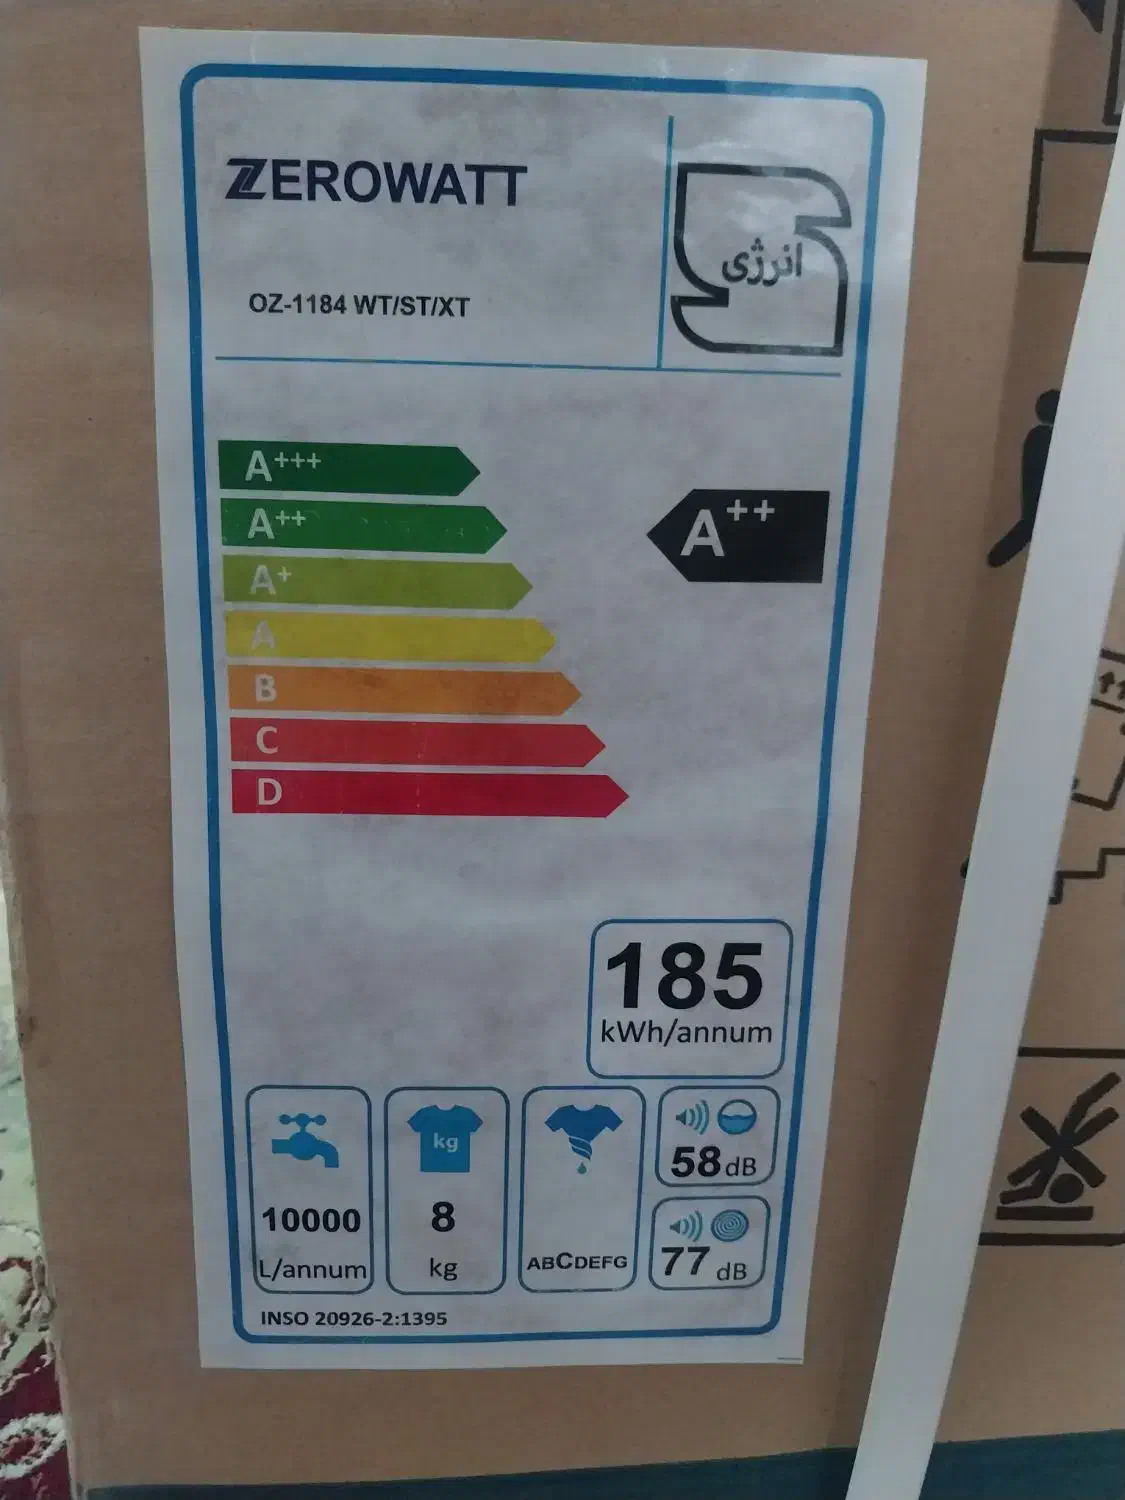 ZEROWATT
انرژی
OZ-1184 WT/ST/XT
A+++
A++
A++
A+
A
B
C
D
185
kWh/annum
kg
58 dB
10000
L/annum
8
kg
ABCDEFG
77 dB
INSO 20926-2:1395